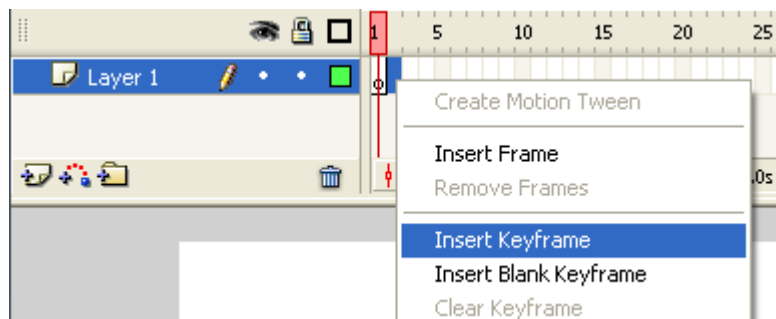 1 5 10 15 20 25
Layer 1
Create Motion Tween
Insert Frame
Remove Frames
.0s
Insert Keyframe
Insert Blank Keyframe
Clear Keyframe